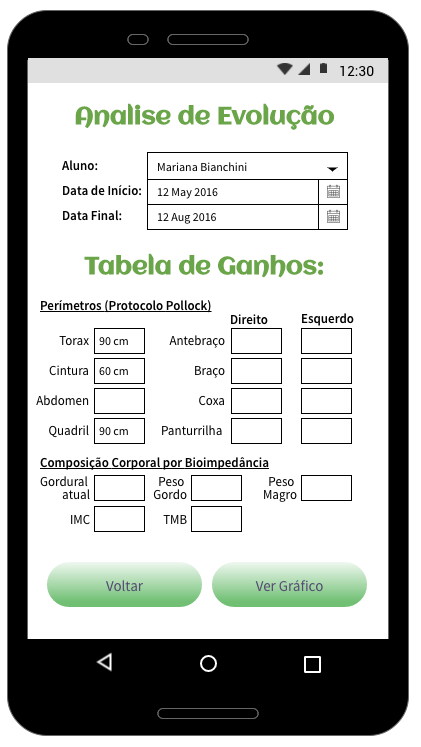 12:30
Analise de Evolução
Aluno: Mariana Bianchini
Data de Início: 12 May 2016
Data Final: 12 Aug 2016
Tabela de Ganhos:
Perímetros (Protocolo Pollock)
Direito Esquerdo
Torax 90 cm Antebraço
Cintura 60 cm Braço
Abdomen Coxa
Quadril 90 cm Panturrilha
Composição Corporal por Bioimpedância
Gordural Peso Peso
atual Gordo Magro
IMC TMB
Voltar Ver Gráfico